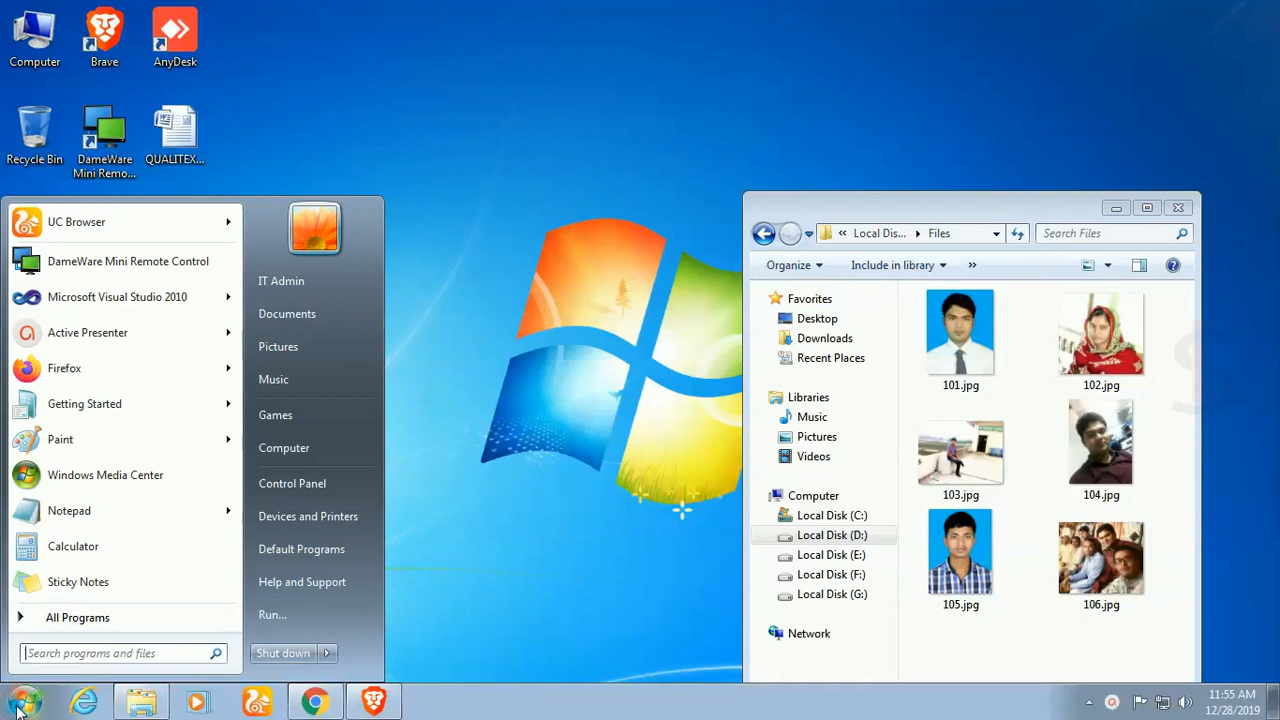 Computer
Brave
AnyDesk
Recycle Bin
DameWare
Mini Remo...
QUALITEX...
UC Browser
DameWare Mini Remote Control
Microsoft Visual Studio 2010
Active Presenter
Firefox
Getting Started
Paint
Windows Media Center
Notepad
Calculator
Sticky Notes
All Programs
Search programs and files
IT Admin
Documents
Pictures
Music
Games
Computer
Control Panel
Devices and Printers
Default Programs
Help and Support
Run...
Shut down
« Local Dis... Files
Search Files
Organize
Include in library
»
Favorites
Desktop
Downloads
Recent Places
Libraries
Music
Pictures
Videos
Computer
Local Disk (C:)
Local Disk (D:)
Local Disk (E:)
Local Disk (F:)
Local Disk (G:)
Network
101.jpg
102.jpg
103.jpg
104.jpg
105.jpg
106.jpg
11:55 AM
12/28/2019